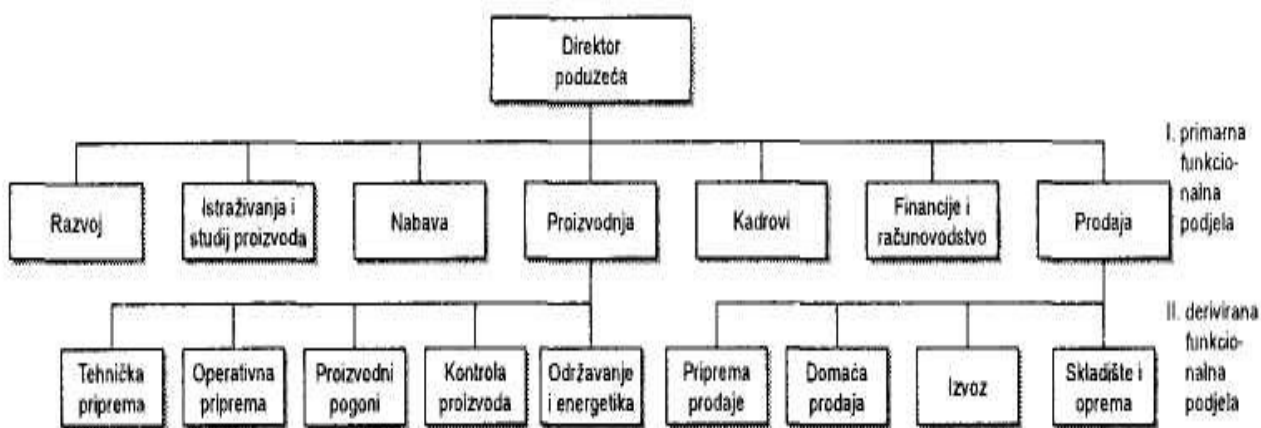 Direktor
poduzeća
I. primarna
funkcio-
nalna
podjela
Razvoj
Istraživanja i
studij proizvoda
Nabava
Proizvodnja
Kadrovi
Financije i
računovodstvo
Prodaja
II. derivirana
funkcio-
nalna
podjela
Tehnička
priprema
Operativna
priprema
Proizvodni
pogoni
Kontrola
proizvoda
Održavanje
i energetika
Priprema
prodaje
Domaća
prodaja
Izvoz
Skladište i
oprema